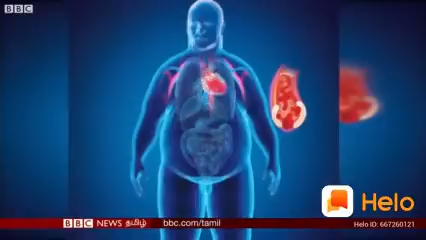 BBC
Helo
BBC NEWS தமிழ் bbc.com/tamil
Helo ID: 667260121